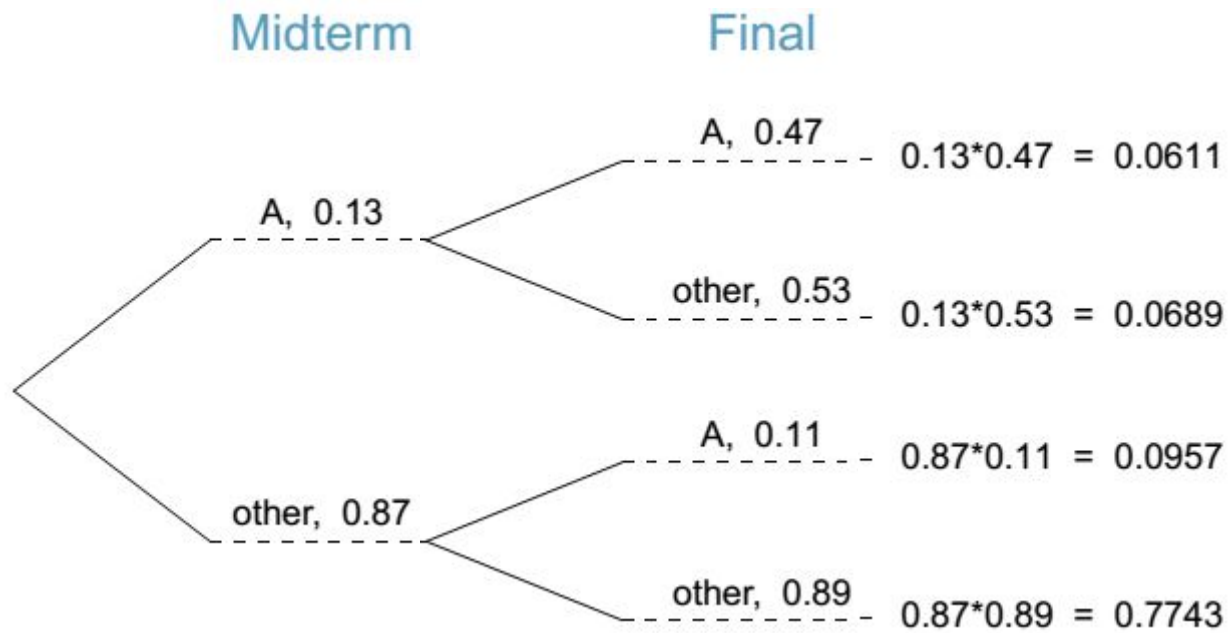 Midterm Final
A, 0.47
0.13*0.47 = 0.0611
A, 0.13
other, 0.53
0.13*0.53 = 0.0689
A, 0.11
0.87*0.11 = 0.0957
other, 0.87
other, 0.89
0.87*0.89 = 0.7743